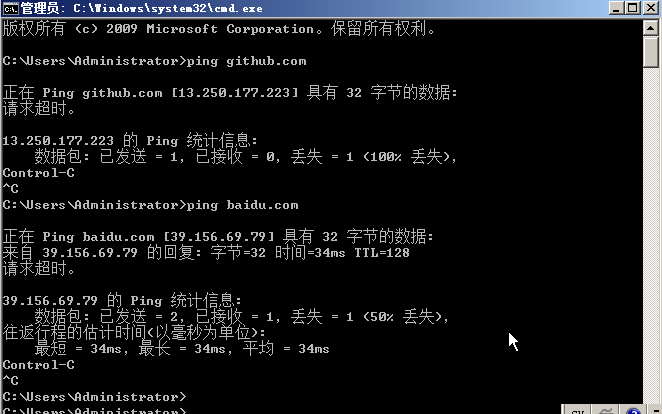 管理员: C:\Windows\system32\cmd.exe
版权所有 (c) 2009 Microsoft Corporation。保留所有权利。
C:\Users\Administrator>ping github.com
正在 Ping github.com [13.250.177.223] 具有 32 字节的数据:
请求超时。
13.250.177.223 的 Ping 统计信息:
数据包: 已发送 = 1，已接收 = 0，丢失 = 1 (100% 丢失)，
Control-C
^C
C:\Users\Administrator>ping baidu.com
正在 Ping baidu.com [39.156.69.79] 具有 32 字节的数据:
来自 39.156.69.79 的回复: 字节=32 时间=34ms TTL=128
请求超时。
39.156.69.79 的 Ping 统计信息:
数据包: 已发送 = 2，已接收 = 1，丢失 = 1 (50% 丢失)，
往返行程的估计时间(以毫秒为单位):
最短 = 34ms，最长 = 34ms，平均 = 34ms
Control-C
^C
C:\Users\Administrator>
C:\Users\Administrator>